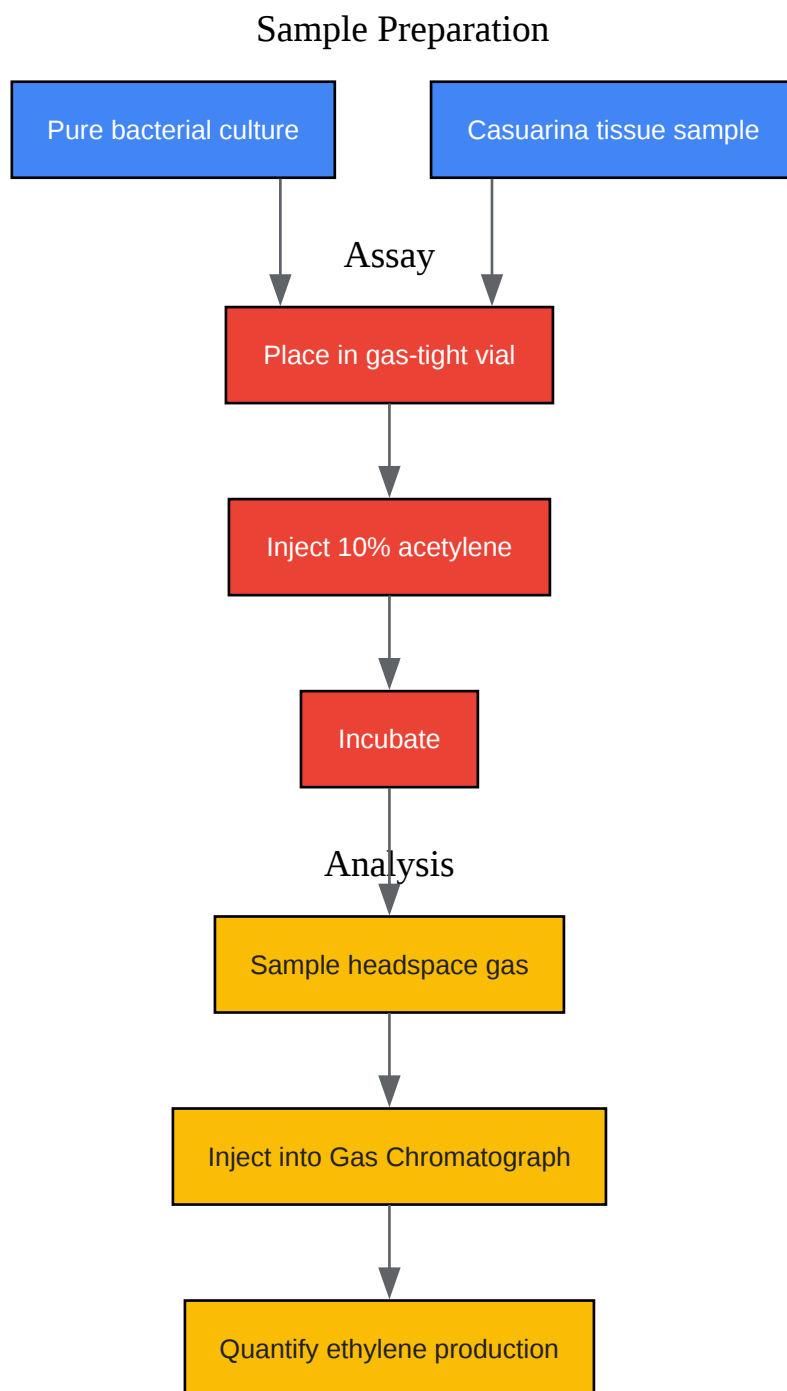 Sample Preparation
Pure bacterial culture
Casuarina tissue sample
Assay
Place in gas-tight vial
Inject 10% acetylene
Incubate
Analysis
Sample headspace gas
Inject into Gas Chromatograph
Quantify ethylene production